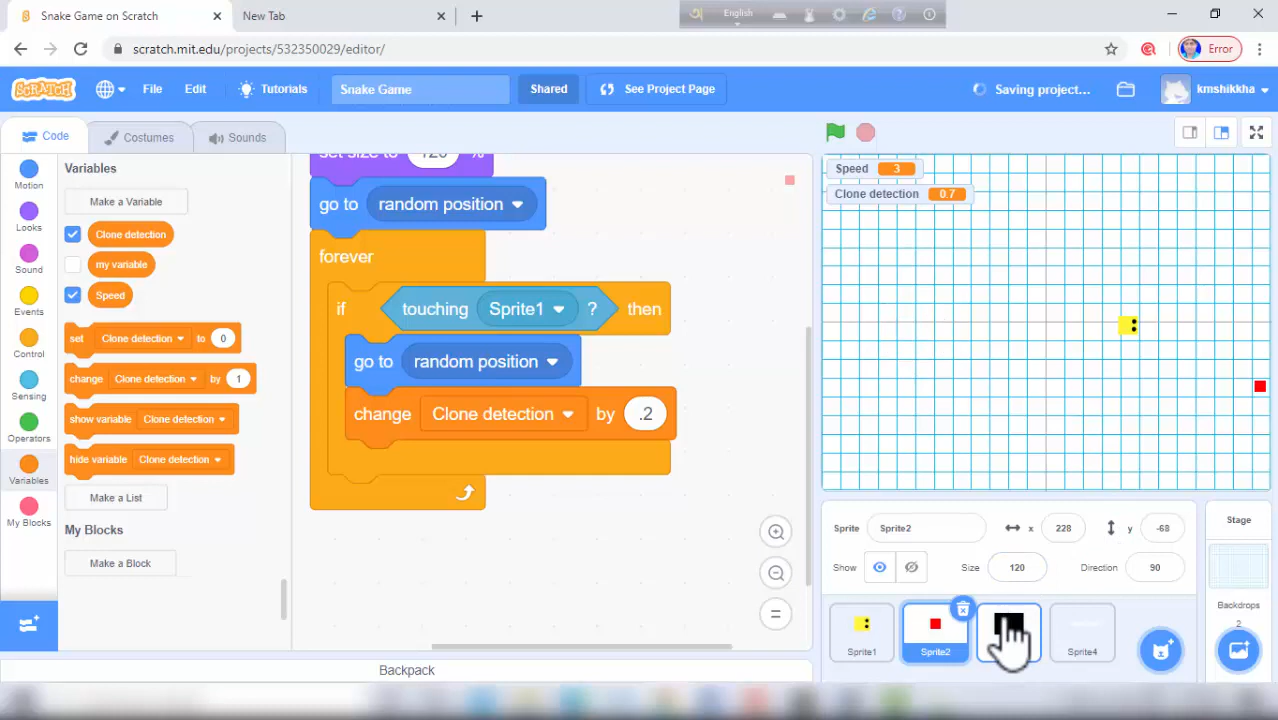 Snake Game on Scratch
New Tab
English
scratch.mit.edu/projects/532350029/editor/
Error
SCRATCH
File
Edit
Tutorials
Snake Game
Shared
See Project Page
Saving project...
kmshikkha
Code
Costumes
Sounds
Motion
Looks
Sound
Events
Control
Sensing
Operators
Variables
My Blocks
Variables
Make a Variable
Clone detection
my variable
Speed
set Clone detection to 0
change Clone detection by 1
show variable Clone detection
hide variable Clone detection
Make a List
My Blocks
Make a Block
set size to 120 %
go to random position
forever
if touching Sprite1 ? then
go to random position
change Clone detection by .2
Speed 3
Clone detection 0.7
Sprite Sprite2 x 228 y -68
Show Size 120 Direction 90
Sprite1
Sprite2
Sprite4
Stage
Backdrops
2
Backpack